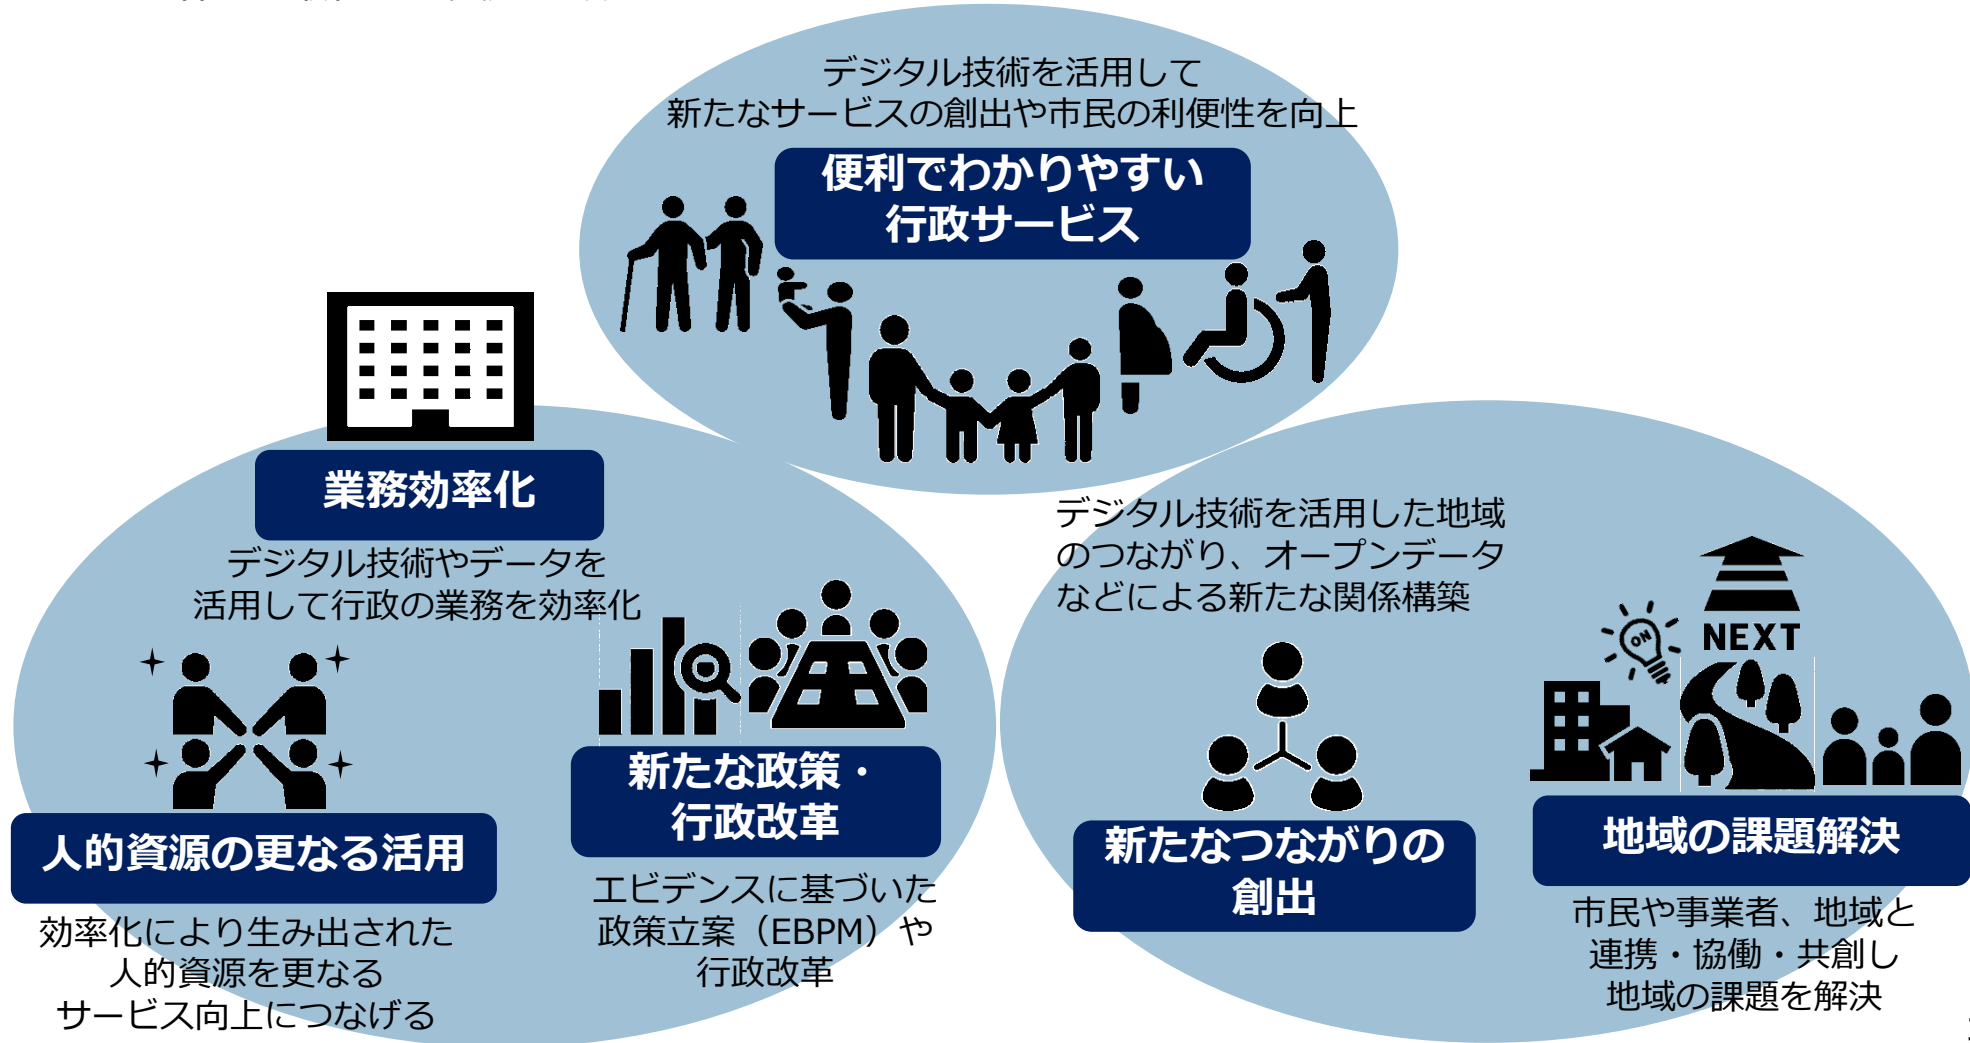 デジタル技術を活用して
新たなサービスの創出や市民の利便性を向上
便利でわかりやすい
行政サービス
業務効率化
デジタル技術やデータを
活用して行政の業務を効率化
人的資源の更なる活用
効率化により生み出された
人的資源を更なる
サービス向上につなげる
新たな政策・
行政改革
エビデンスに基づいた
政策立案（EBPM）や
行政改革
デジタル技術を活用した地域
のつながり、オープンデータ
などによる新たな関係構築
新たなつながりの
創出
ON
NEXT
地域の課題解決
市民や事業者、地域と
連携・協働・共創し
地域の課題を解決